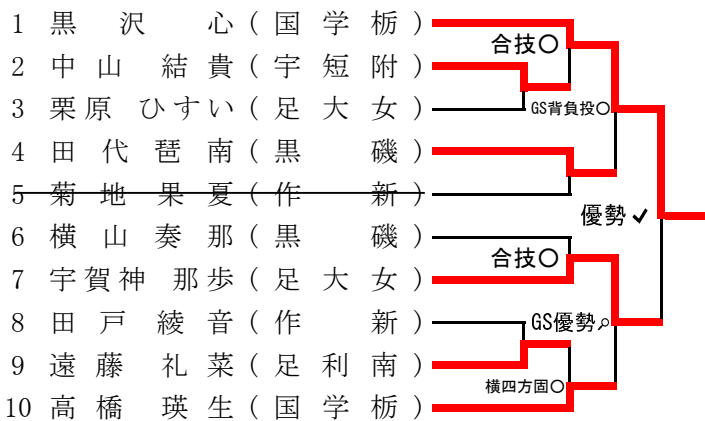 1 黒沢 心(国学栃)
合技〇
2 中山 結貴(宇短附)
3 栗原 ひすい(足大女)
GS背負投〇
4 田代琶南(黒 磯)
5 菊地果夏(作 新)
優勢✓
6 横山奏那(黒 磯)
合技〇
7 宇賀神 那歩(足大女)
8 田戸綾音(作 新)
GS優勢
9 遠藤 礼菜(足利南)
横四方固〇
10 高橋 瑛生(国学栃)